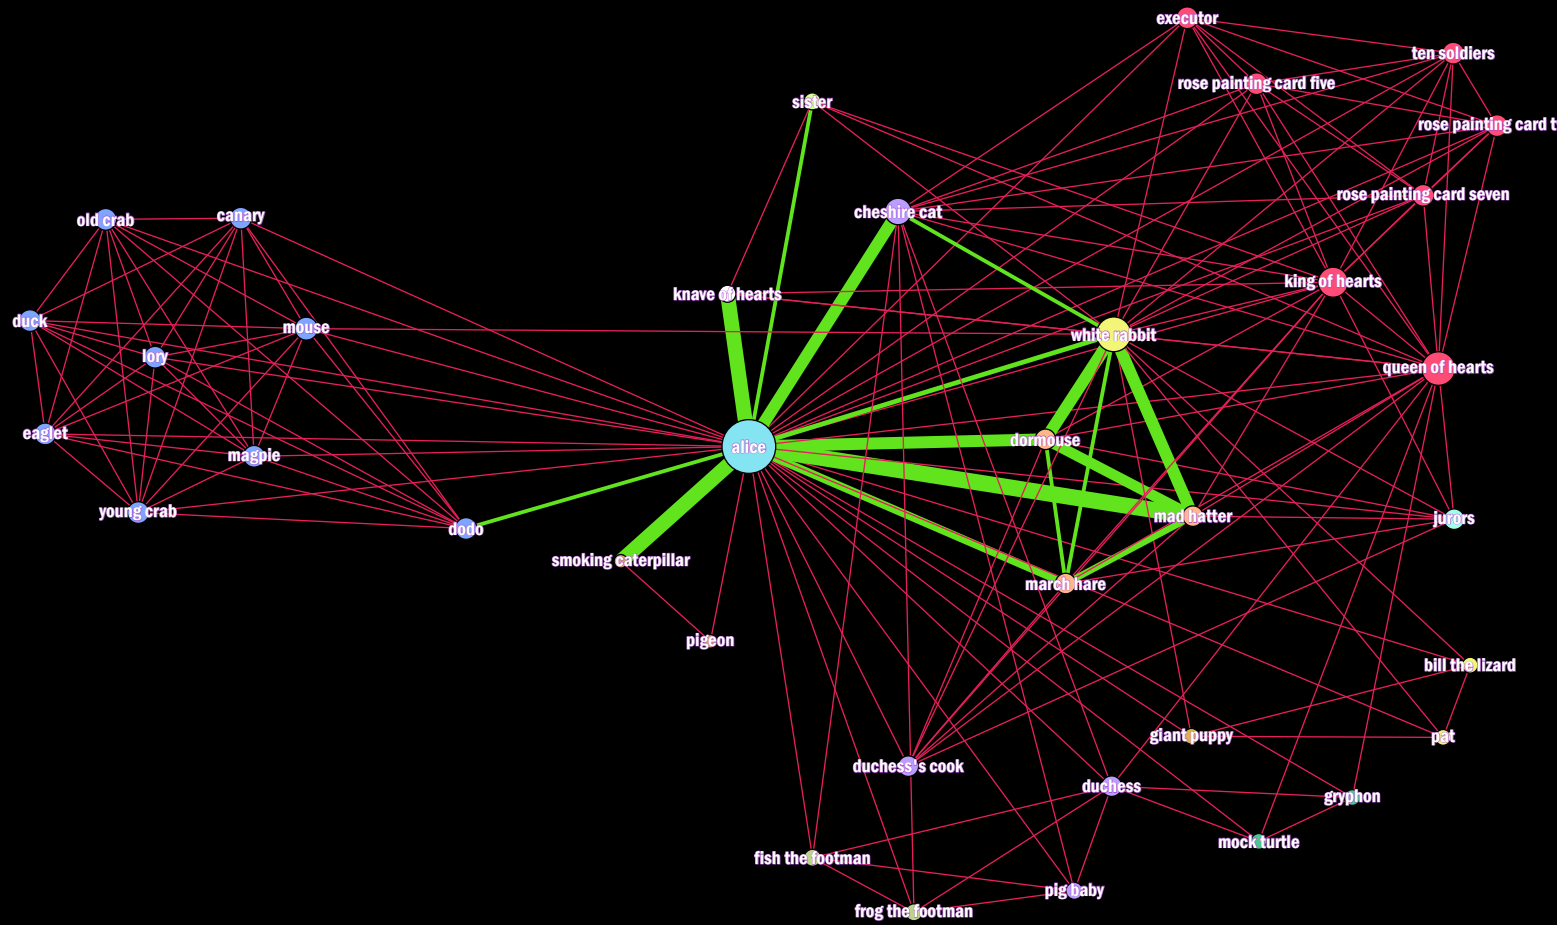 executor
ten soldiers
rose painting card five
sister
rose painting card t
rose painting card seven
cheshire cat
old crab
canary
king of hearts
knave of hearts
duck
mouse
white rabbit
lory
queen of hearts
eaglet
dormouse
alice
magpie
young crab
mad hatter
jurors
dodo
smoking caterpillar
march hare
pigeon
bill the lizard
giant puppy
pat
duchess's cook
duchess
gryphon
mock turtle
fish the footman
pig baby
frog the footman